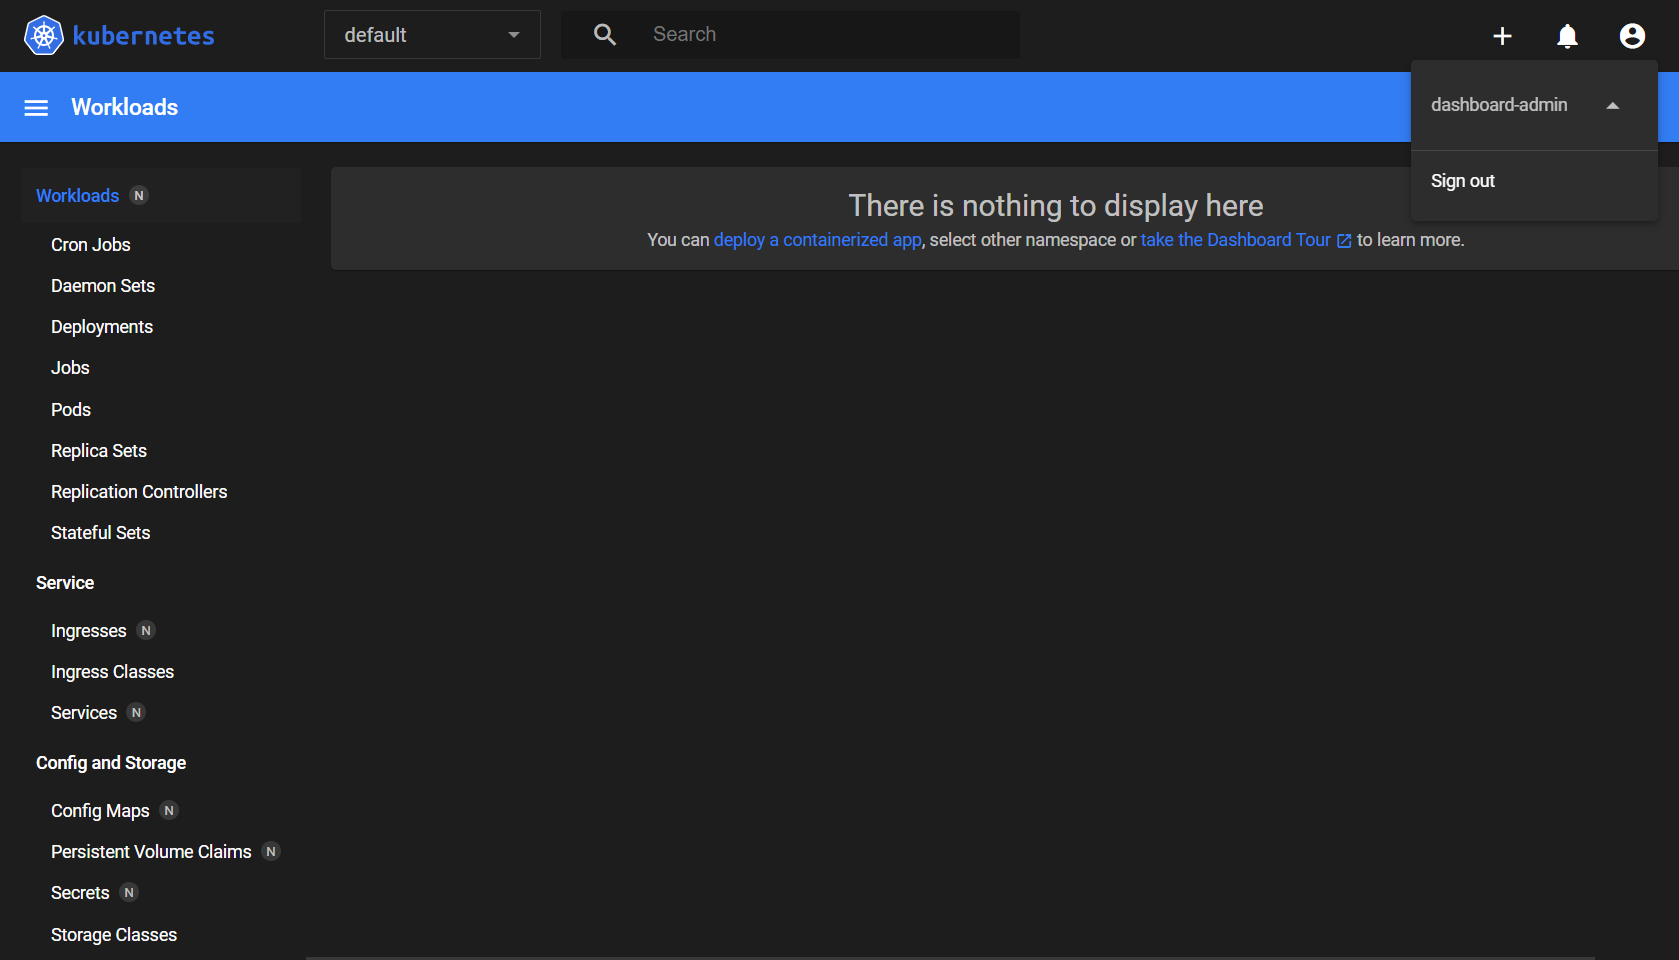 kubernetes
default
Search
Workloads
dashboard-admin
Sign out
Workloads N
Cron Jobs
Daemon Sets
Deployments
Jobs
Pods
Replica Sets
Replication Controllers
Stateful Sets
Service
Ingresses N
Ingress Classes
Services N
Config and Storage
Config Maps N
Persistent Volume Claims N
Secrets N
Storage Classes
There is nothing to display here
You can deploy a containerized app, select other namespace or take the Dashboard Tour to learn more.